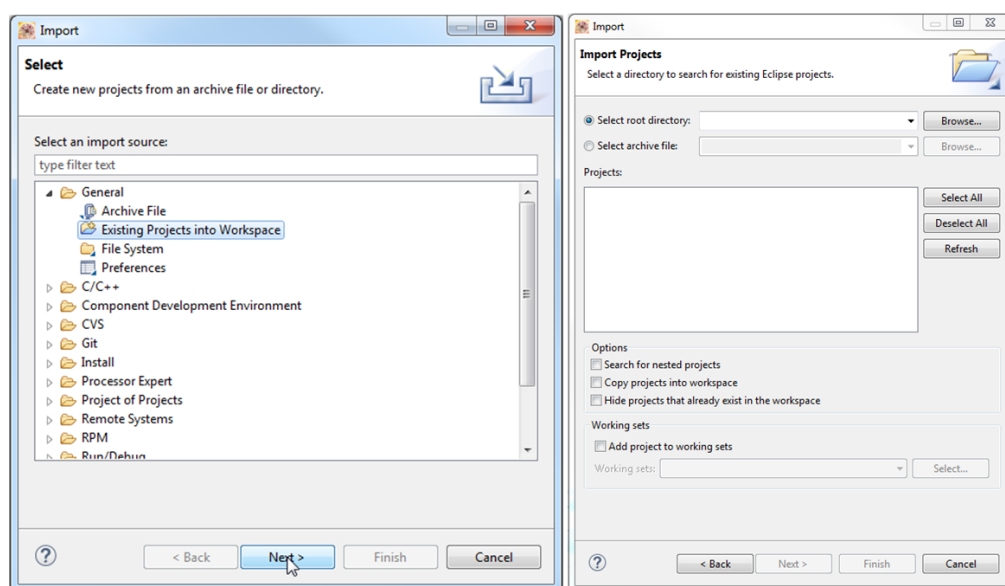 Import
Select
Create new projects from an archive file or directory.
Select an import source:
type filter text
General
Archive File
Existing Projects into Workspace
File System
Preferences
C/C++
Component Development Environment
CVS
Git
Install
Processor Expert
Project of Projects
Remote Systems
RPM
Run/Debug
?
< Back
Next >
Finish
Cancel
Import
Import Projects
Select a directory to search for existing Eclipse projects.
Select root directory:
Browse...
Select archive file:
Browse...
Projects:
Select All
Deselect All
Refresh
Options
Search for nested projects
Copy projects into workspace
Hide projects that already exist in the workspace
Working sets
Add project to working sets
Working sets:
Select...
?
< Back
Next >
Finish
Cancel